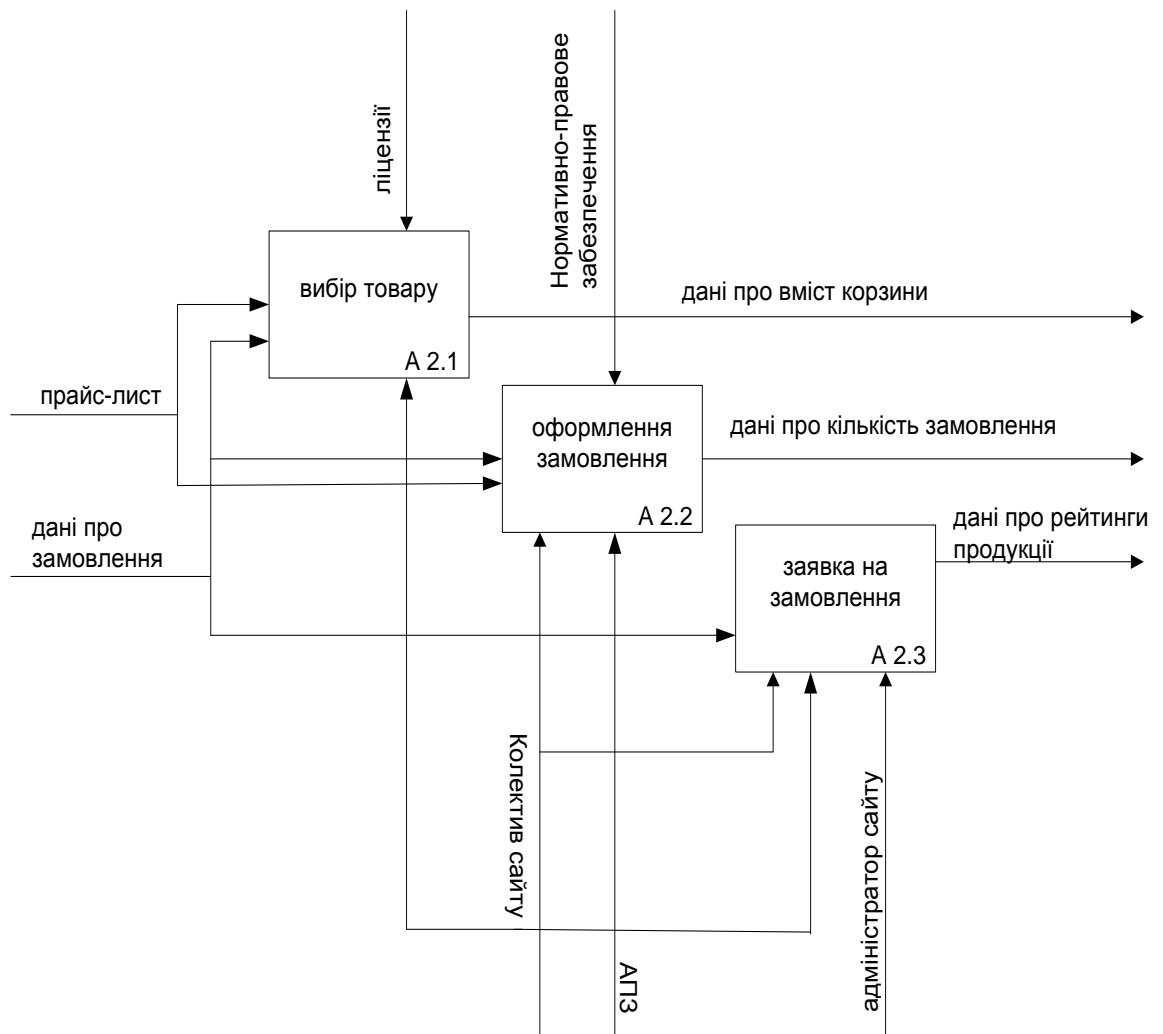 ліцензії
Нормативно-правове
забезпечення
вибір товару
А 2.1
дані про вміст корзини
прайс-лист
оформлення
замовлення
А 2.2
дані про кількість замовлення
дані про
замовлення
дані про рейтинги
продукції
заявка на
замовлення
А 2.3
Колектив сайту
АПЗ
адміністратор сайту